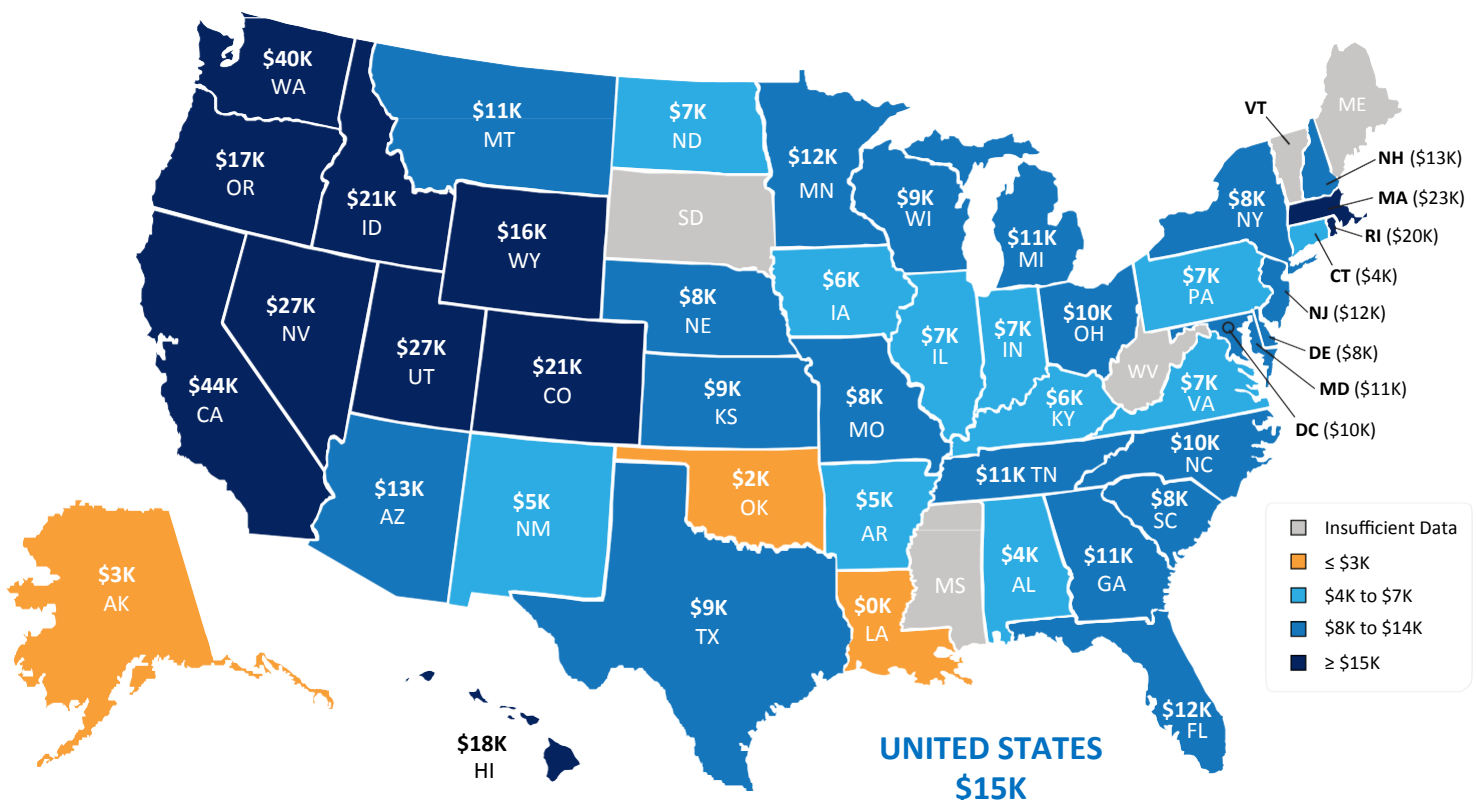 $40K
WA
$11K
MT
$7K
ND
$12K
MN
$9K
WI
$11K
MI
$8K
NY
VT
ME
NH ($13K)
MA ($23K)
RI ($20K)
CT ($4K)
NJ ($12K)
DE ($8K)
MD ($11K)
DC ($10K)
$17K
OR
$21K
ID
$16K
WY
SD
$6K
IA
$8K
NE
$7K
IL
$7K
IN
$10K
OH
$7K
PA
WV
$7K
VA
$27K
NV
$27K
UT
$21K
CO
$44K
CA
$9K
KS
$8K
MO
$6K
KY
$11K TN
$10K
NC
$8K
SC
$13K
AZ
$5K
NM
$2K
OK
$5K
AR
MS
$4K
AL
$11K
GA
$9K
TX
$0K
LA
$12K
FL
$3K
AK
$18K
HI
Insufficient Data
≤ $3K
$4K to $7K
$8K to $14K
≥ $15K
UNITED STATES
$15K